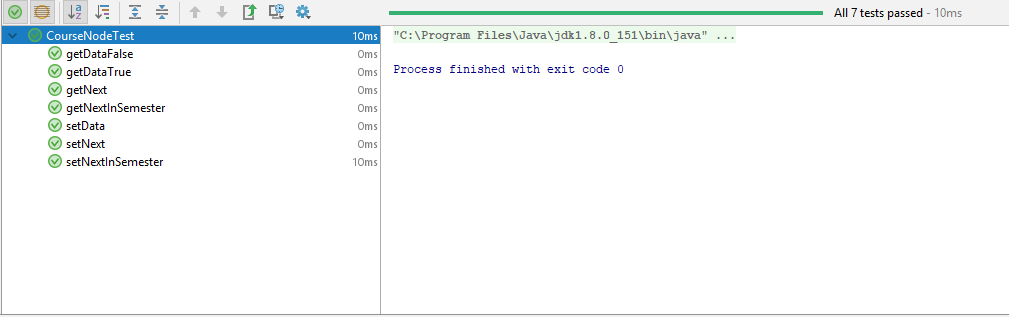 All 7 tests passed - 10ms
CourseNodeTest 10ms
getDataFalse 0ms
getDataTrue 0ms
getNext 0ms
getNextInSemester 0ms
setData 0ms
setNext 0ms
setNextInSemester 10ms
"C:\Program Files\Java\jdk1.8.0_151\bin\java" ...
Process finished with exit code 0